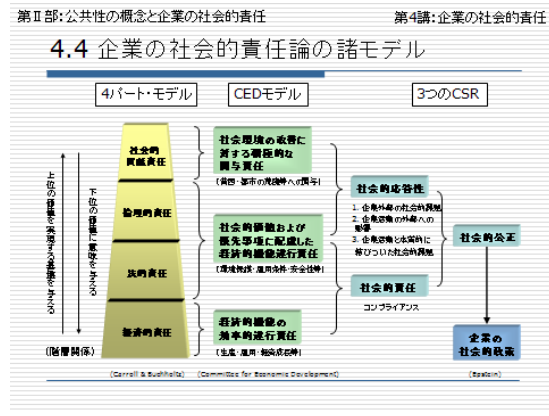 第Ⅱ部:公共性の概念と企業の社会的責任
第4講:企業の社会的責任
4.4 企業の社会的責任論の諸モデル
4パート・モデル
CEDモデル
3つのCSR
社会的
貢献責任
倫理的責任
法的責任
経済的責任
上位の価値を実現する基盤を与える
下位の価値に意味を与える
(階層関係)
社会環境の改善に
対する積極的な
関与責任
(貧困・都市の荒廃等への関与)
社会的価値および
優先事項に配慮した
経済的機能遂行責任
(環境保護・雇用条件・安全性等)
経済的機能の
効率的遂行責任
(生産・雇用・経済成長等)
社会的応答性
1. 企業外部の社会的課題
2. 企業活動の外部への
影響
3. 企業活動と本質的に
結びついた社会的課題
社会的責任
コンプライアンス
社会的公正
企業の
社会的政策
(Carroll & Buchholtz)
(Committee for Economic Development)
(Epstein)